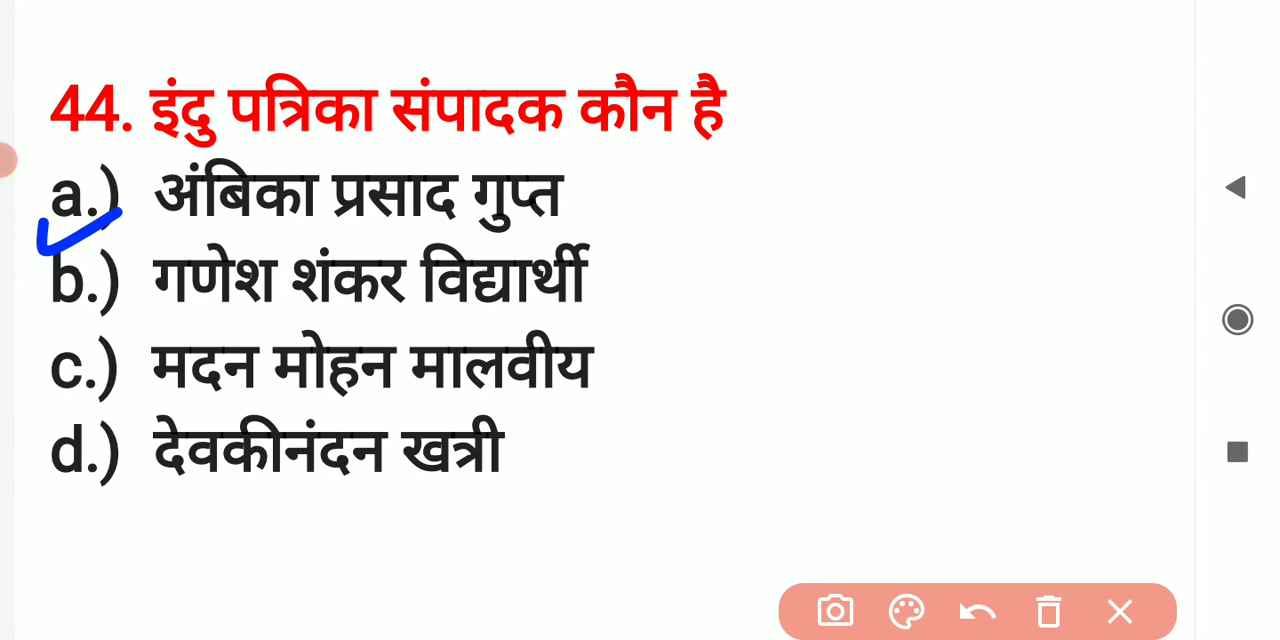 44. इंदु पत्रिका संपादक कौन है
a.) अंबिका प्रसाद गुप्त
b.) गणेश शंकर विद्यार्थी
c.) मदन मोहन मालवीय
d.) देवकीनंदन खत्री